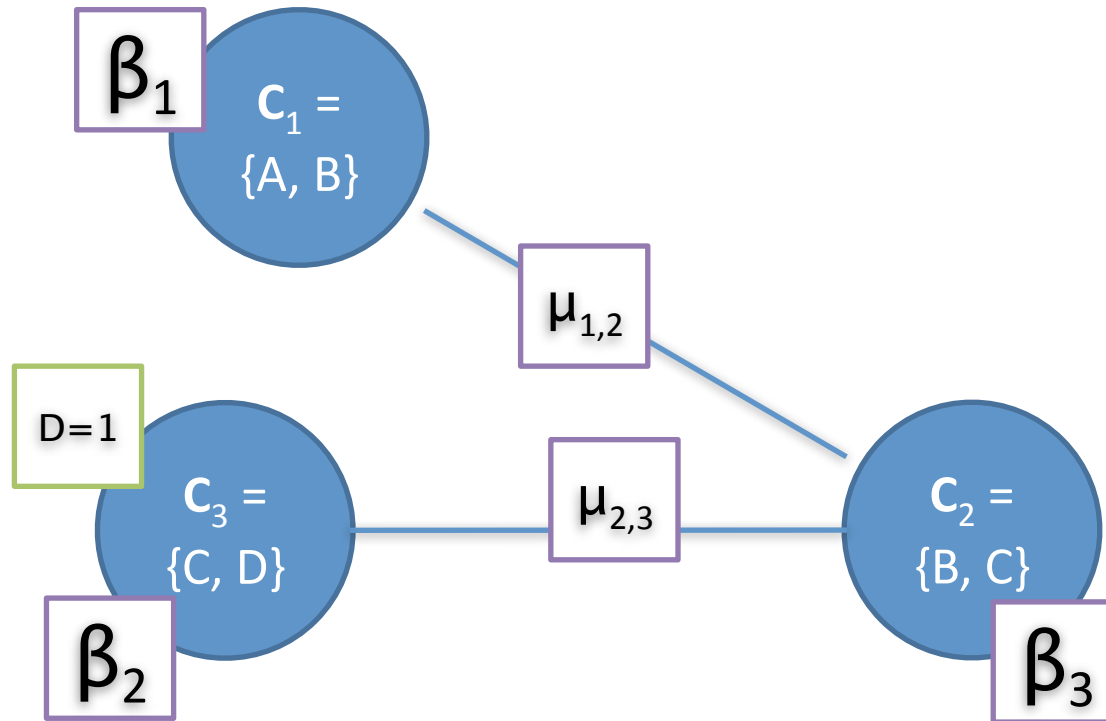 β₁
C₁ =
{A, B}
μ₁,₂
D=1
C₃ =
{C, D}
β₂
μ₂,₃
C₂ =
{B, C}
β₃